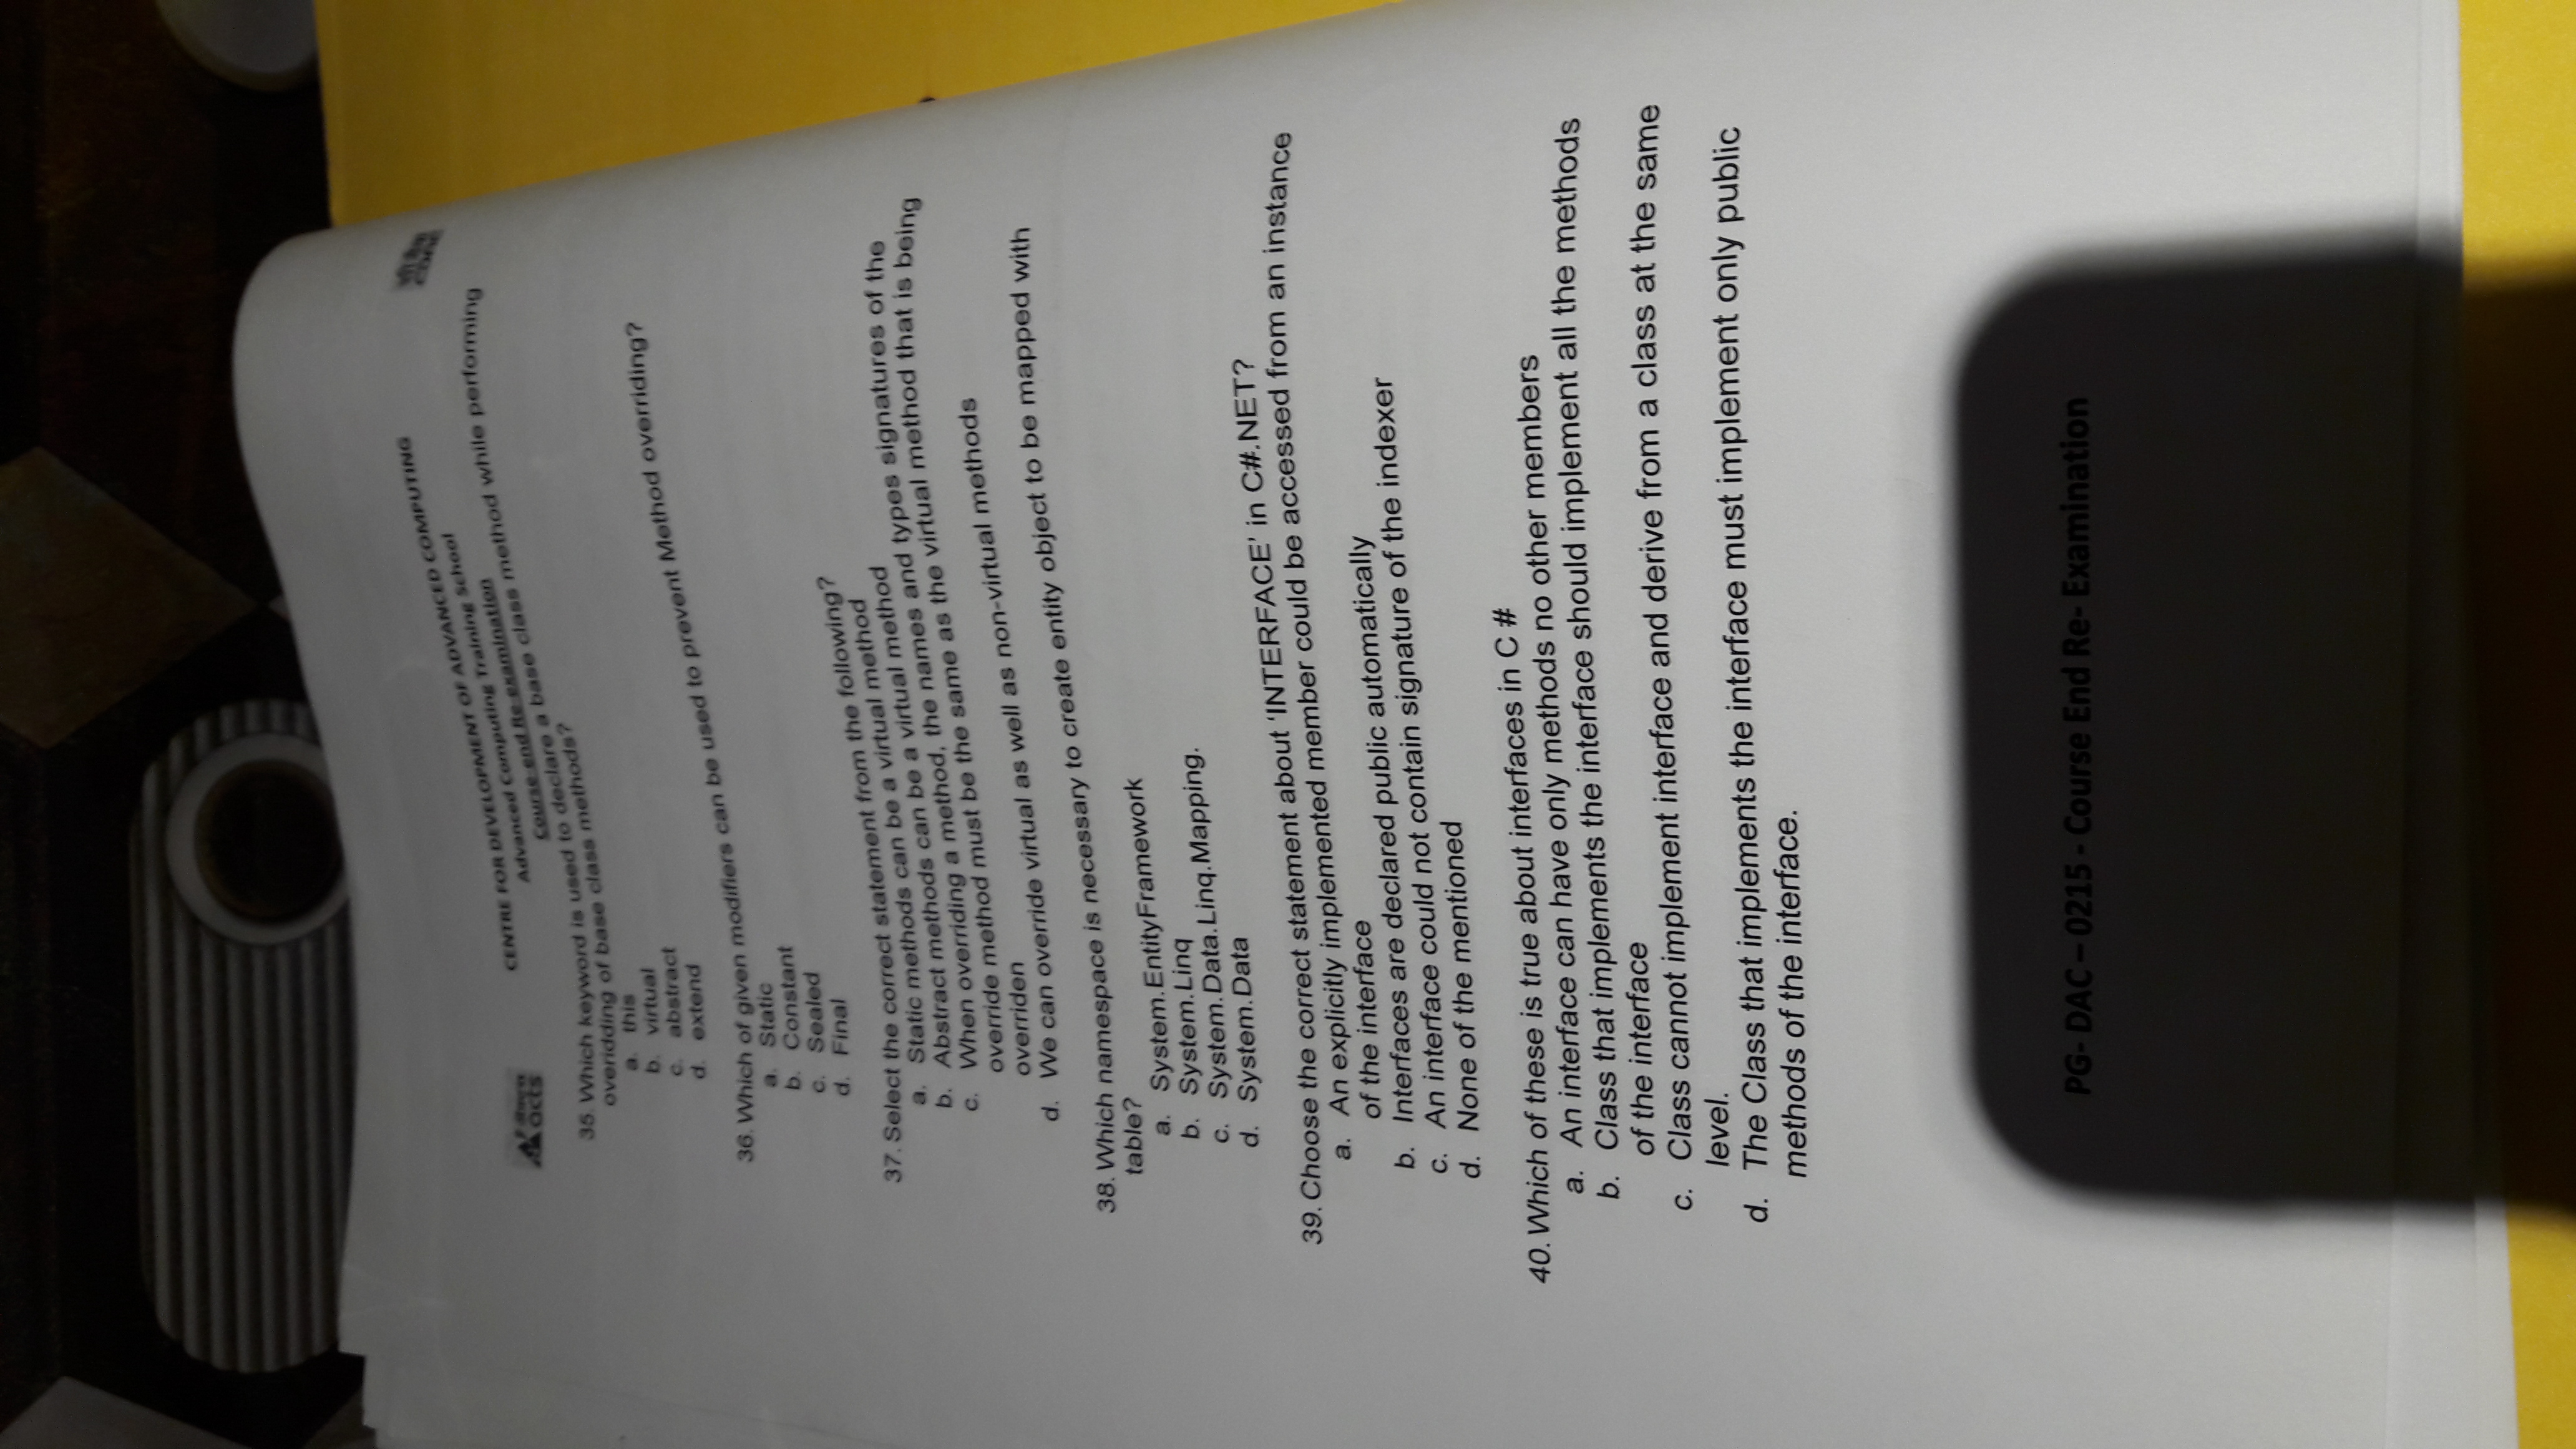 CENTRE FOR DEVELOPMENT OF ADVANCED COMPUTING
Advanced Computing Training School
Course-end Re-examination
acts
सी डैक
CDAC
35. Which keyword is used to declare a base class method while performing
overidding of base class methods?
a. this
b. virtual
c. abstract
d. extend
36. Which of given modifiers can be used to prevent Method overriding?
a. Static
b. Constant
c. Sealed
d. Final
37. Select the correct statement from the following?
a. Static methods can be a virtual method
b. Abstract methods can be a virtual method
c. When overriding a method, the names and types signatures of the
override method must be the same as the virtual method that is being
overriden
d. We can override virtual as well as non-virtual methods
38. Which namespace is necessary to create entity object to be mapped with
table?
a. System.EntityFramework
b. System.Linq
c. System.Data.Linq.Mapping.
d. System.Data
39. Choose the correct statement about ‘INTERFACE’ in C#.NET?
a. An explicitly implemented member could be accessed from an instance
of the interface
b. Interfaces are declared public automatically
c. An interface could not contain signature of the indexer
d. None of the mentioned
40. Which of these is true about interfaces in C #
a. An interface can have only methods no other members
b. Class that implements the interface should implement all the methods
of the interface
c. Class cannot implement interface and derive from a class at the same
level.
d. The Class that implements the interface must implement only public
methods of the interface.
PG- DAC – 0215 - Course End Re- Examination